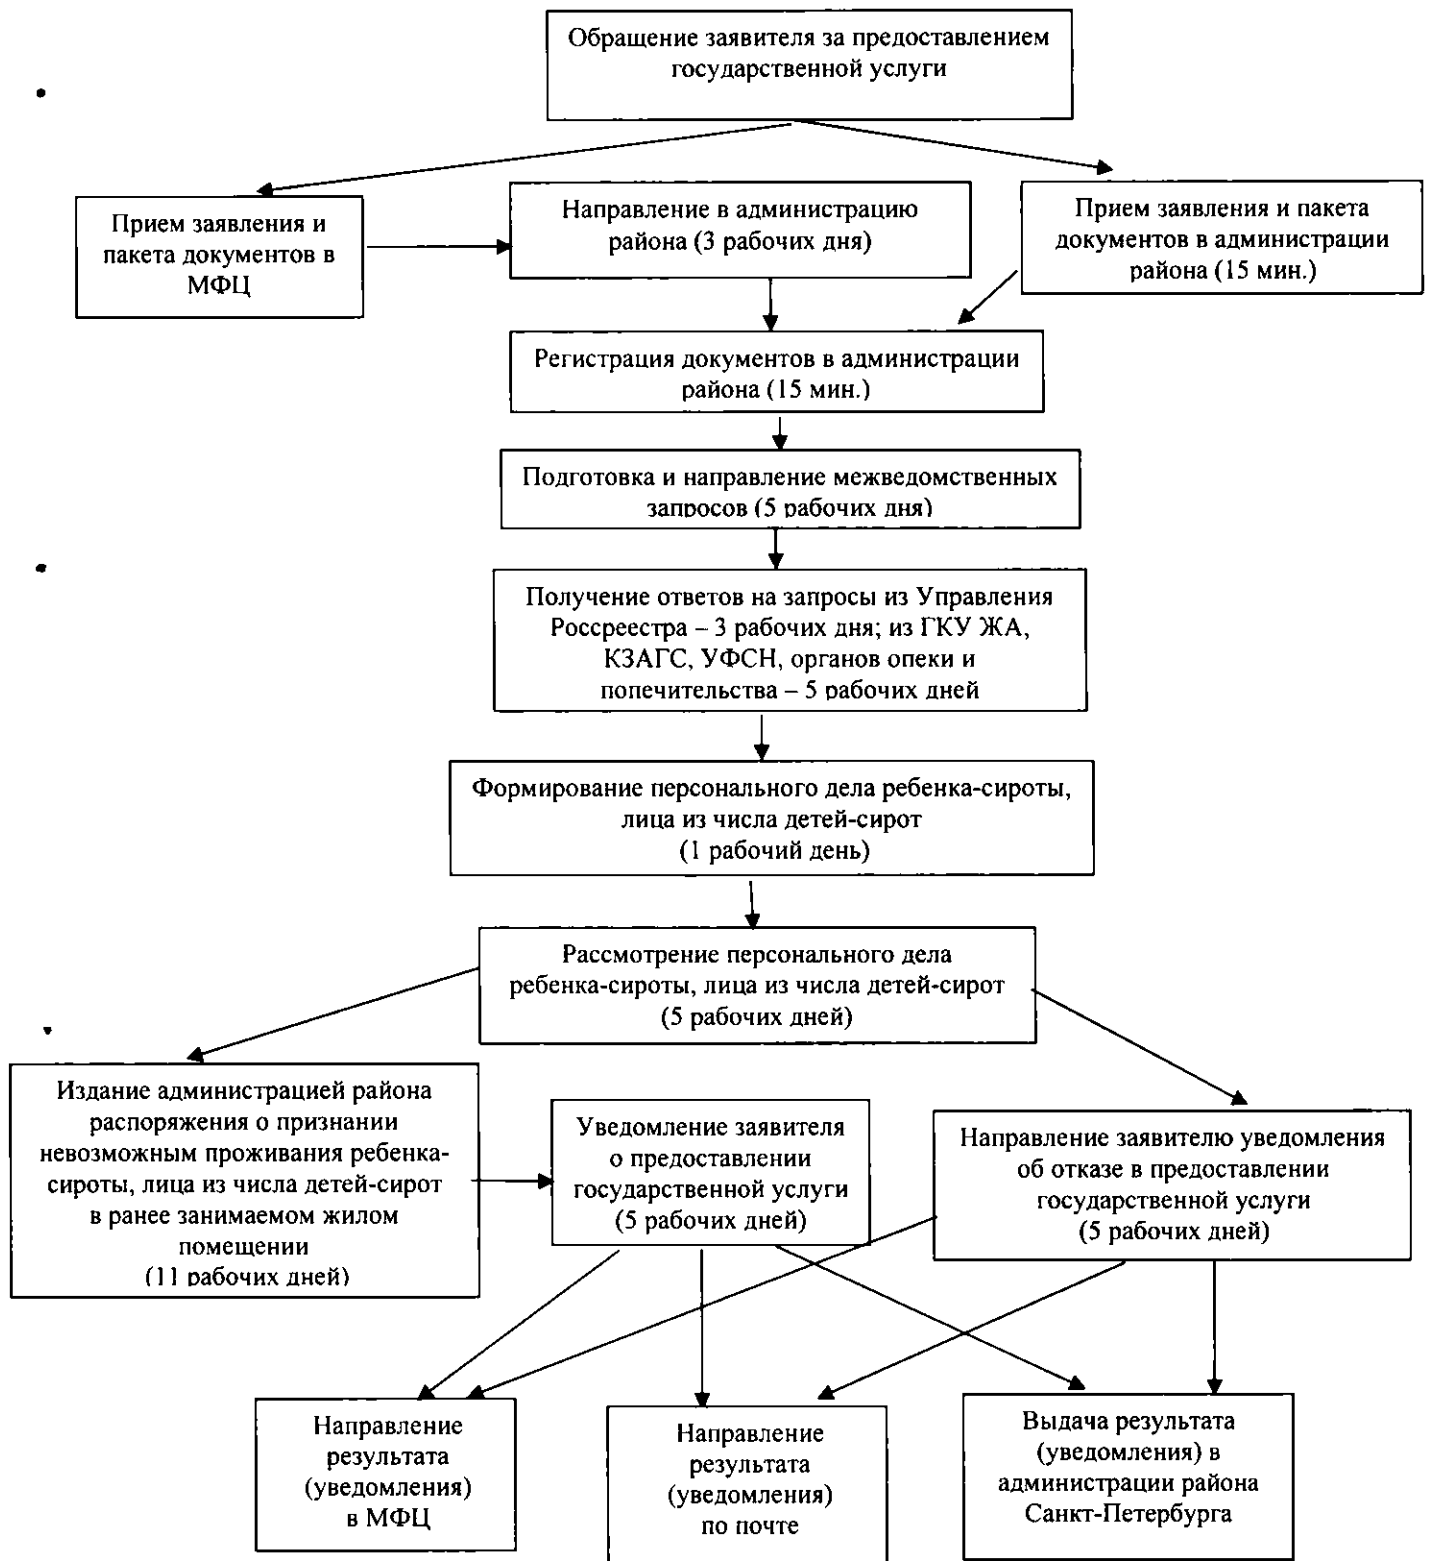 Обращение заявителя за предоставлением
государственной услуги
Прием заявления и
пакета документов в
МФЦ
Направление в администрацию
района (3 рабочих дня)
Прием заявления и пакета
документов в администрации
района (15 мин.)
Регистрация документов в администрации
района (15 мин.)
Подготовка и направление межведомственных
запросов (5 рабочих дня)
Получение ответов на запросы из Управления
Россреестра – 3 рабочих дня; из ГКУ ЖА,
КЗАГС, УФСН, органов опеки и
попечительства – 5 рабочих дней
Формирование персонального дела ребенка-сироты,
лица из числа детей-сирот
(1 рабочий день)
Рассмотрение персонального дела
ребенка-сироты, лица из числа детей-сирот
(5 рабочих дней)
Издание администрацией района
распоряжения о признании
невозможным проживания ребенка-
сироты, лица из числа детей-сирот
в ранее занимаемом жилом
помещении
(11 рабочих дней)
Уведомление заявителя
о предоставлении
государственной услуги
(5 рабочих дней)
Направление заявителю уведомления
об отказе в предоставлении
государственной услуги
(5 рабочих дней)
Направление
результата
(уведомления)
в МФЦ
Направление
результата
(уведомления)
по почте
Выдача результата
(уведомления) в
администрации района
Санкт-Петербурга